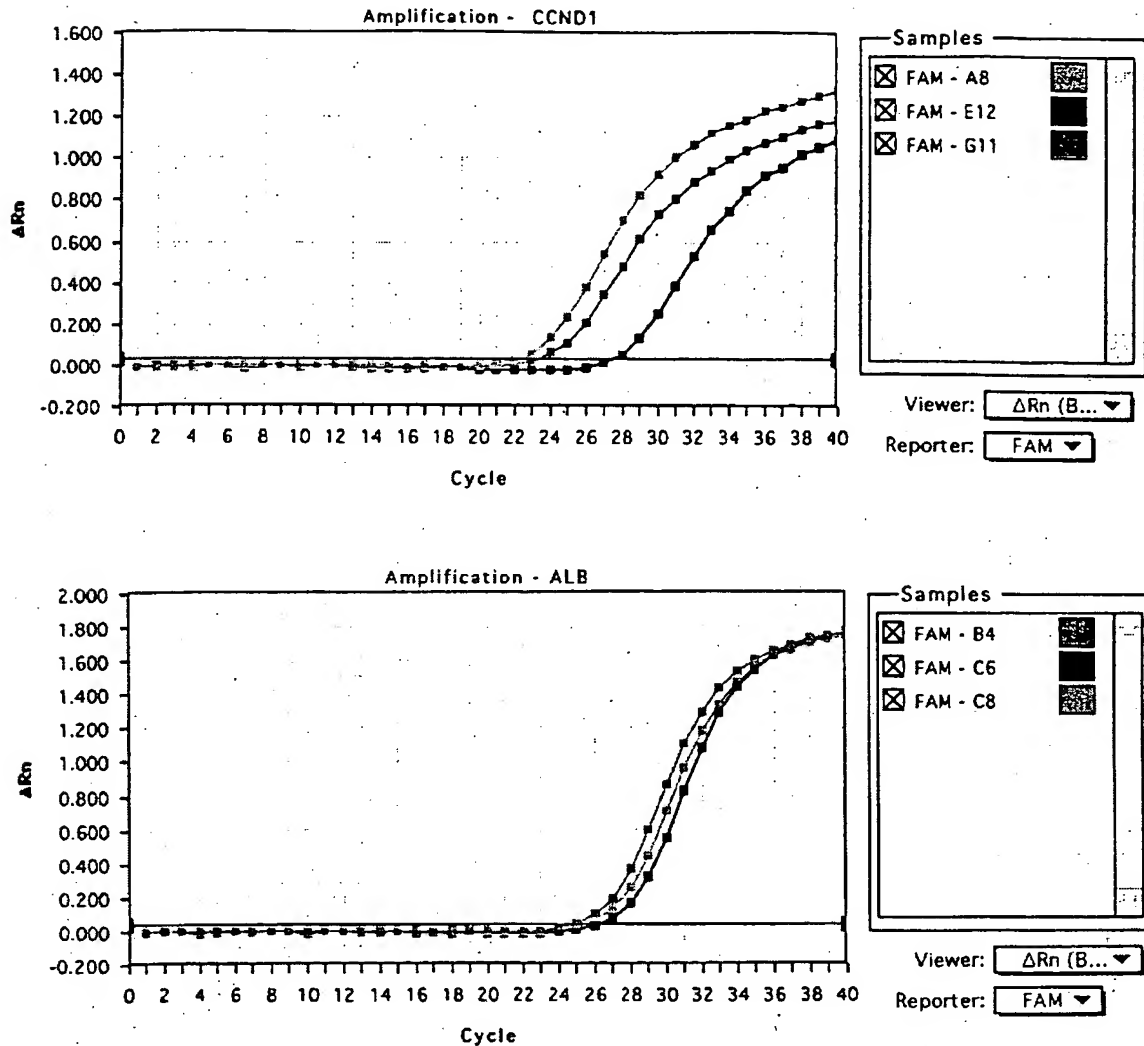 Amplification - CCND1
1.600
1.400
1.200
1.000
0.800
0.600
0.400
0.200
0.000
-0.200
ΔRn
0 2 4 6 8 10 12 14 16 18 20 22 24 26 28 30 32 34 36 38 40
Cycle
Samples
FAM - A8
FAM - E12
FAM - G11
Viewer: ΔRn (B...
Reporter: FAM
Amplification - ALB
2.000
1.800
1.600
1.400
1.200
1.000
0.800
0.600
0.400
0.200
0.000
-0.200
ΔRn
0 2 4 6 8 10 12 14 16 18 20 22 24 26 28 30 32 34 36 38 40
Cycle
Samples
FAM - B4
FAM - C6
FAM - C8
Viewer: ΔRn (B...
Reporter: FAM